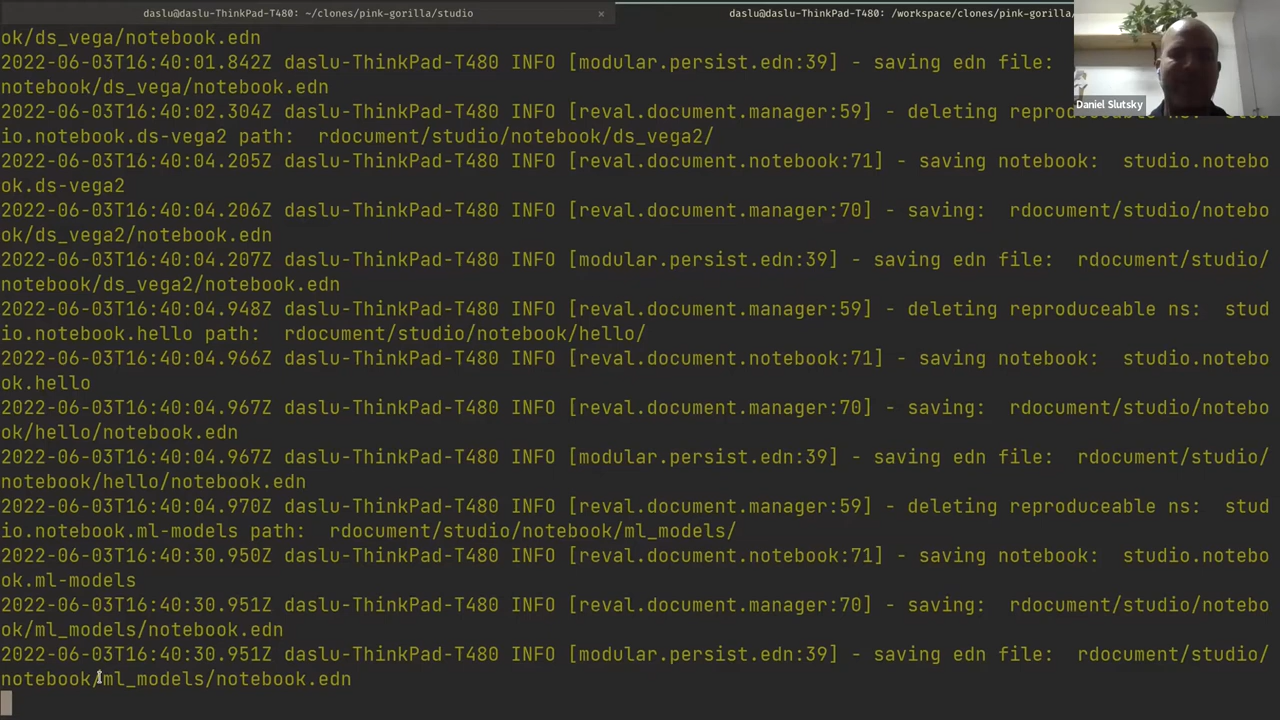 daslu@daslu-ThinkPad-T480: ~/clones/pink-gorilla/studio
daslu@daslu-ThinkPad-T480: /workspace/clones/pink-gorilla/
ok/ds_vega/notebook.edn
2022-06-03T16:40:01.842Z daslu-ThinkPad-T480 INFO [modular.persist.edn:39] - saving edn file:
notebook/ds_vega/notebook.edn
Daniel Slutsky
2022-06-03T16:40:02.304Z daslu-ThinkPad-T480 INFO [reval.document.manager:59] - deleting reproduceable ns: stud
io.notebook.ds-vega2 path:  rdocument/studio/notebook/ds_vega2/
2022-06-03T16:40:04.205Z daslu-ThinkPad-T480 INFO [reval.document.notebook:71] - saving notebook:  studio.notebo
ok.ds-vega2
2022-06-03T16:40:04.206Z daslu-ThinkPad-T480 INFO [reval.document.manager:70] - saving:  rdocument/studio/notebo
ok/ds_vega2/notebook.edn
2022-06-03T16:40:04.207Z daslu-ThinkPad-T480 INFO [modular.persist.edn:39] - saving edn file:  rdocument/studio/
notebook/ds_vega2/notebook.edn
2022-06-03T16:40:04.948Z daslu-ThinkPad-T480 INFO [reval.document.manager:59] - deleting reproduceable ns:  stud
io.notebook.hello path:  rdocument/studio/notebook/hello/
2022-06-03T16:40:04.966Z daslu-ThinkPad-T480 INFO [reval.document.notebook:71] - saving notebook:  studio.notebo
ok.hello
2022-06-03T16:40:04.967Z daslu-ThinkPad-T480 INFO [reval.document.manager:70] - saving:  rdocument/studio/notebo
ok/hello/notebook.edn
2022-06-03T16:40:04.967Z daslu-ThinkPad-T480 INFO [modular.persist.edn:39] - saving edn file:  rdocument/studio/
notebook/hello/notebook.edn
2022-06-03T16:40:04.970Z daslu-ThinkPad-T480 INFO [reval.document.manager:59] - deleting reproduceable ns:  stud
io.notebook.ml-models path:  rdocument/studio/notebook/ml_models/
2022-06-03T16:40:30.950Z daslu-ThinkPad-T480 INFO [reval.document.notebook:71] - saving notebook:  studio.notebo
ok.ml-models
2022-06-03T16:40:30.951Z daslu-ThinkPad-T480 INFO [reval.document.manager:70] - saving:  rdocument/studio/notebo
ok/ml_models/notebook.edn
2022-06-03T16:40:30.951Z daslu-ThinkPad-T480 INFO [modular.persist.edn:39] - saving edn file:  rdocument/studio/
notebook/ml_models/notebook.edn